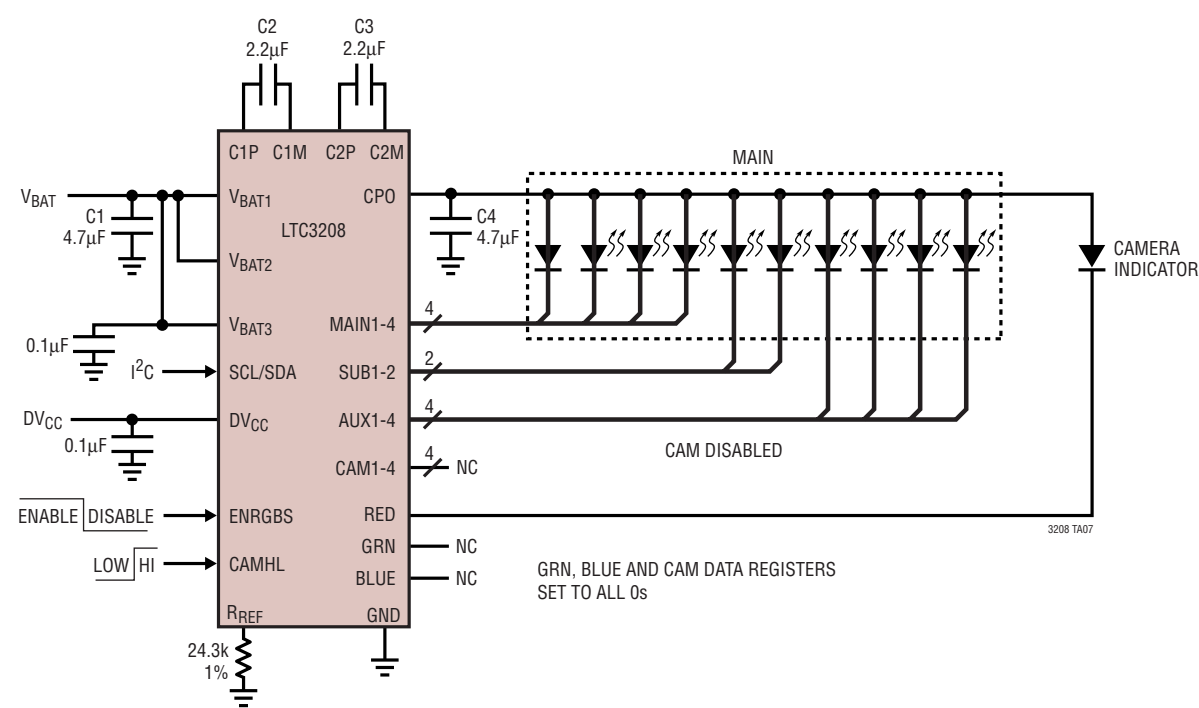 C2
2.2µF
C3
2.2µF
C1P C1M C2P C2M
MAIN
VBAT
VBAT1
CPO
C1
4.7µF
LTC3208
C4
4.7µF
VBAT2
CAMERA
INDICATOR
VBAT3
MAIN1-4
4
0.1µF
I2C
SCL/SDA
SUB1-2
2
DVCC
DVCC
AUX1-4
4
0.1µF
CAM DISABLED
CAM1-4
4
NC
ENABLE DISABLE
ENRGBS
RED
3208 TA07
LOW HI
CAMHL
GRN
NC
BLUE
NC
GRN, BLUE AND CAM DATA REGISTERS
SET TO ALL 0s
RREF
GND
24.3k
1%